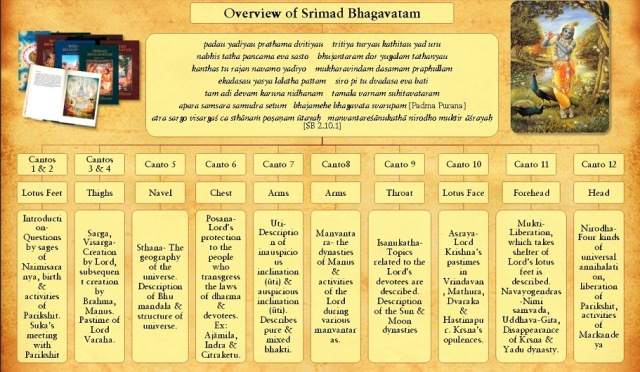 Overview of Srimad Bhagavatam
padau yadiyau prathama dvitiyau tritiya turyau kathitau yad uru
nabhis tatha pancama eva sasto bhujantaram dor yugalam tathanyau
kanthas tu rajan navamo yadiyo mukharavindam dasamam praphullam
ekadasau yasya lalatha pattam siro pi tu dvadasa eva bati
tam adi devam karuna nidhanam tamala varnam suhitavataram
apara samsara samudra setum bhajamehe bhagavata svarupam [Padma Purana]
atra sargo visargaś ca sthānaṁ poṣaṇam ūtayaḥ manvantareśānukathā nirodho muktir āśrayaḥ
[SB 2.10.1]
Cantos
1 & 2
Lotus Feet
Introducti
on-
Questions
by sages
of
Naimisara
nya, birth
&
activities
of
Parikshit.
Suka's
meeting
with
Parikshit
Cantos
3 & 4
Thighs
Sarga,
Visarga-
Creation
by Lord,
subsequen
t creation
by
Brahma,
Manus.
Pastime of
Lord
Varaha.
Canto 5
Navel
Sthana- The
geography
of the
universe.
Description
of Bhu
mandala &
structure of
universe.
Canto 6
Chest
Posana-
Lord's
protection
to the
people
who
transgress
the laws
of dharma
&
devotees.
Ex:
Ajāmila,
Indra &
Citraketu.
Canto 7
Arms
Uti-
Descriptio
n of
inauspicio
us
inclination
(ūti) &
auspicious
inclination
(ūti).
Describes
pure &
mixed
bhakti.
Canto8
Arms
Manvanta
ra- the
dynasties
of Manus
&
activities
of the
Lord
during
various
manvantar
as.
Canto 9
Throat
Isanukatha-
Topics
related to the
Lord's
devotees are
described.
Description of
the Sun &
Moon
dynasties
Canto 10
Lotus Face
Asraya-
Lord
Krishna's
pastimes
in
Vrindavan
, Mathura,
Dvaraka
&
Hastinapu
r. Krsna's
opulences.
Canto 11
Forehead
Mukti-
Liberation,
which takes
shelter of
Lord's lotus
feet is
described.
Navayogendras
-Nimi
samvada,
Uddhava-Gita,
Disappearance
of Krsna &
Yadu dynasty.
Canto 12
Head
Nirodha-
Four kinds
of
universal
annihilati
on,
liberation
of
Parikshit,
activities
of
Markande
ya